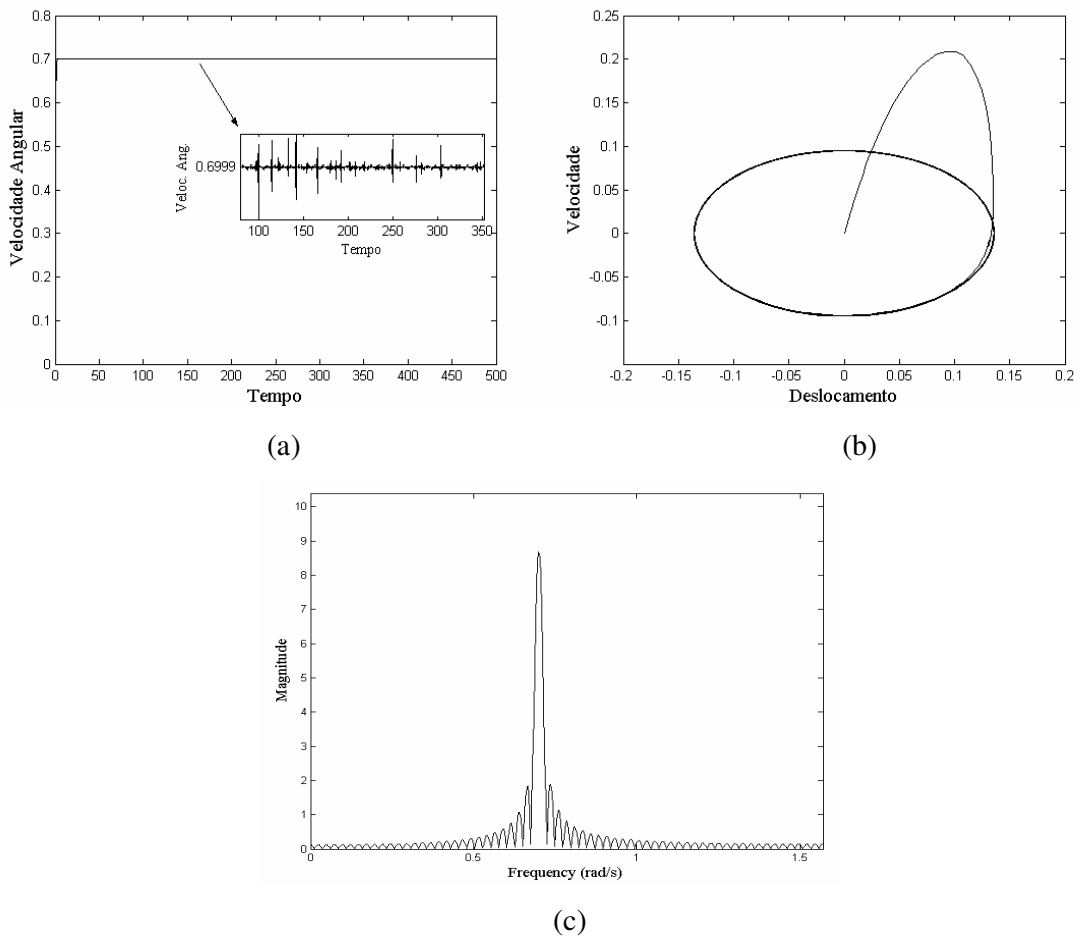 0.8
0.7
0.6
0.5
0.4
0.3
0.2
0.1
0
Velocidade Angular
0 50 100 150 200 250 300 350 400 450 500
Tempo
Veloc. Ang.
0.6999
100 150 200 250 300 350
Tempo
(a)
0.25
0.2
0.15
0.1
0.05
0
-0.05
-0.1
Velocidade
-0.2 -0.15 -0.1 -0.05 0 0.05 0.1 0.15 0.2
Deslocamento
(b)
10
9
8
7
6
5
4
3
2
1
0
Magnitude
0 0.5 1 1.5
Frequency (rad/s)
(c)